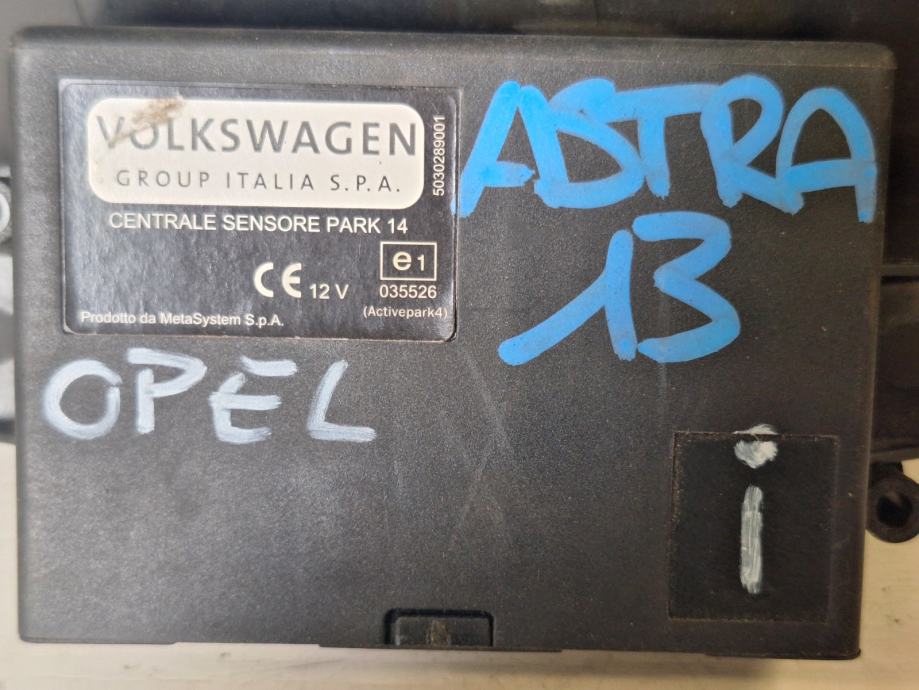 VOLKSWAGEN
GROUP ITALIA S.P.A.
5030289001
CENTRALE SENSORE PARK 14
CE 12 V
e1
035526
(Activepark4)
Prodotto da MetaSystem S.p.A.
ASTRA
13
OPEL
i